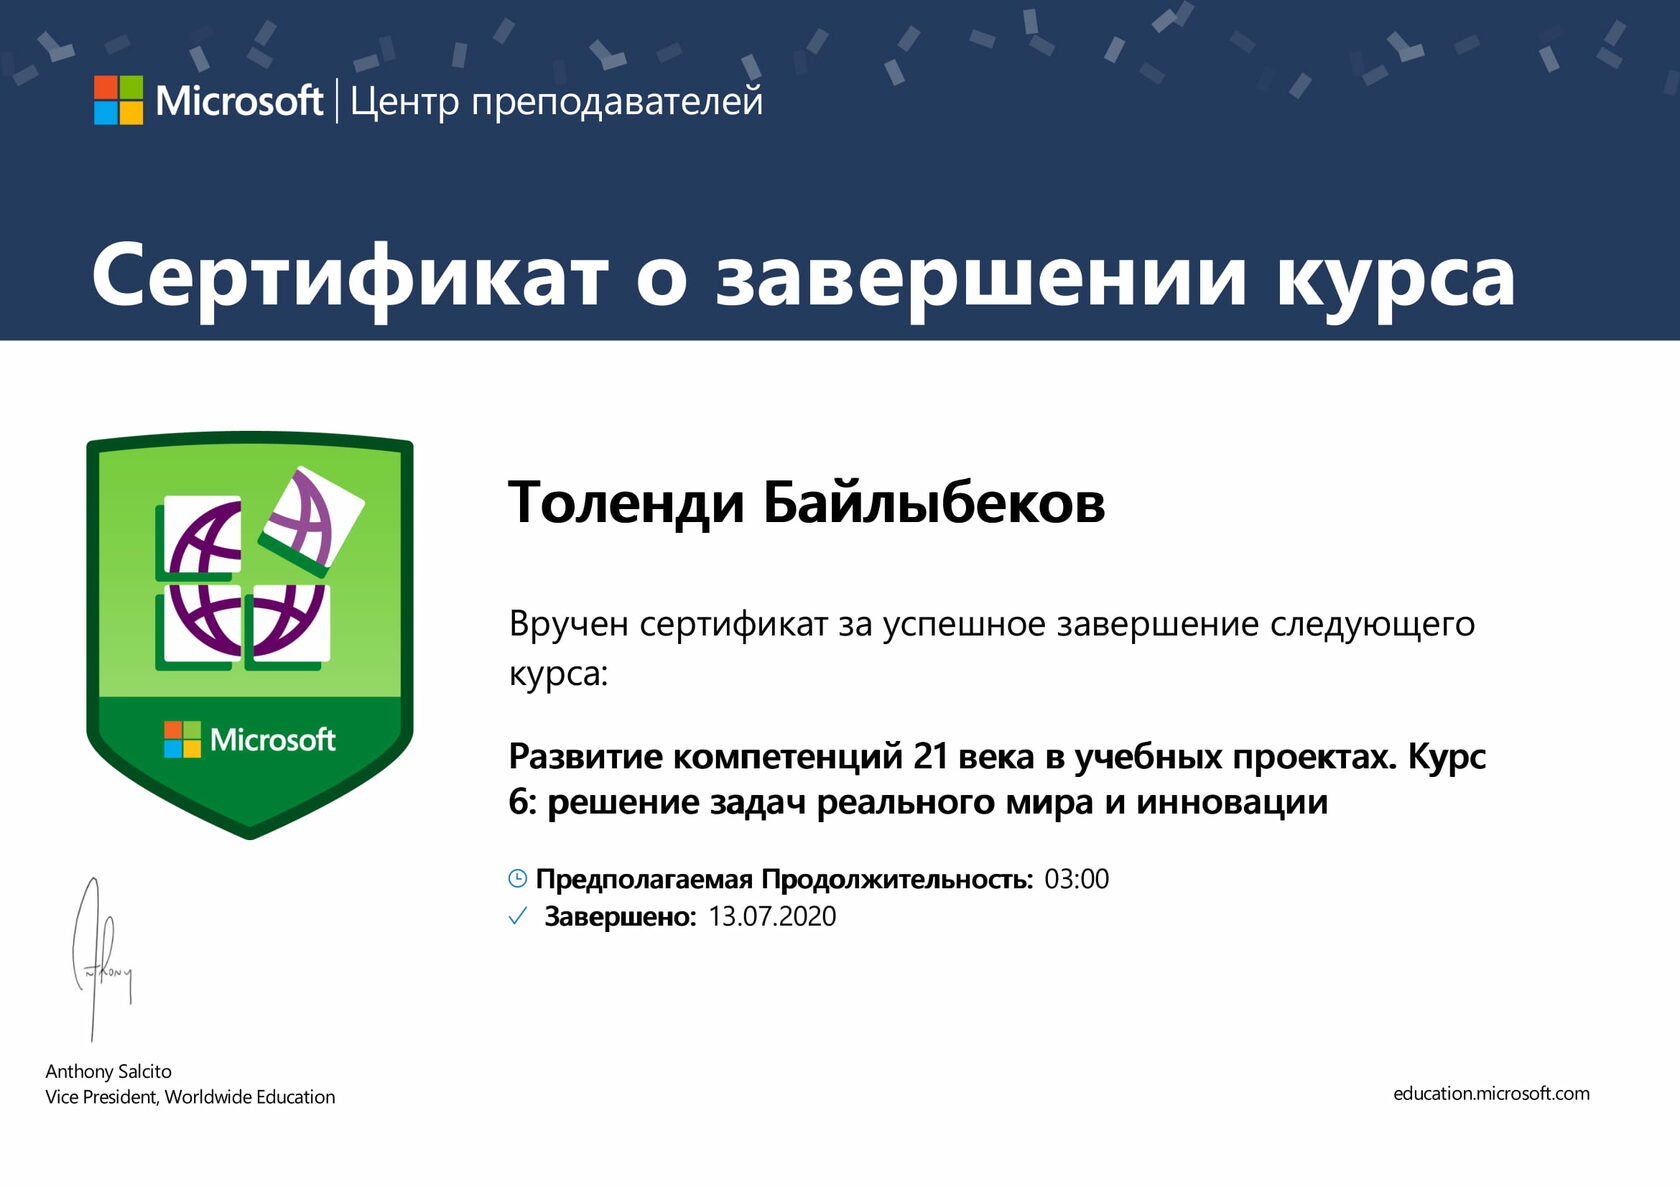 Microsoft | Центр преподавателей
Сертификат о завершении курса
Толенди Байлыбеков
Вручен сертификат за успешное завершение следующего
курса:
Развитие компетенций 21 века в учебных проектах. Курс
6: решение задач реального мира и инновации
Предполагаемая Продолжительность: 03:00
Завершено: 13.07.2020
Microsoft
Anthony
Anthony Salcito
Vice President, Worldwide Education
education.microsoft.com